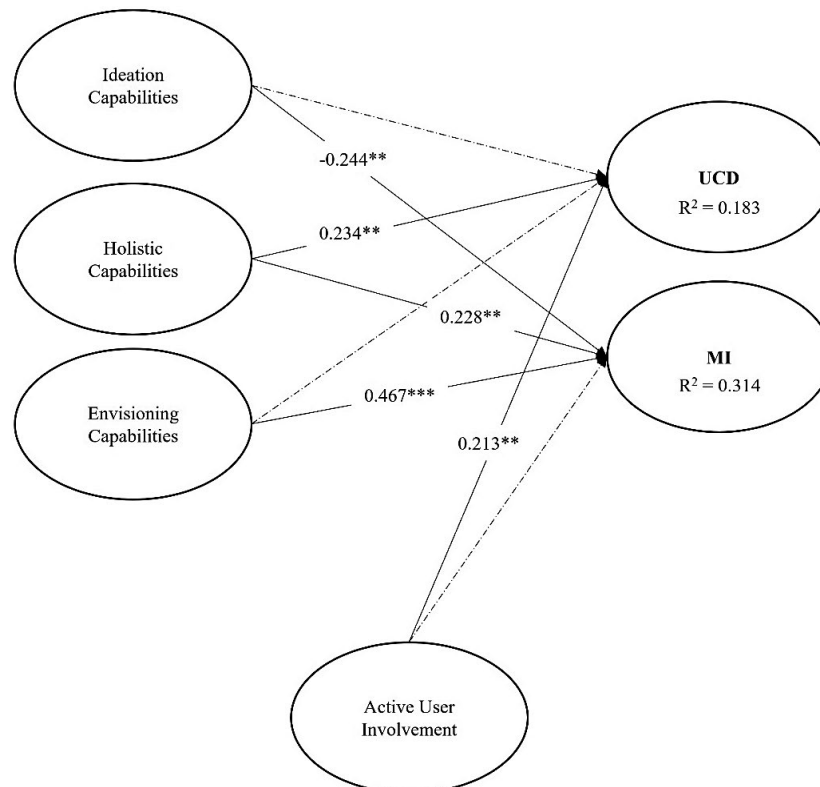 Ideation
Capabilities
-0.244**
UCD
R² = 0.183
0.234**
Holistic
Capabilities
0.228**
MI
R² = 0.314
Envisioning
Capabilities
0.467***
0.213**
Active User
Involvement